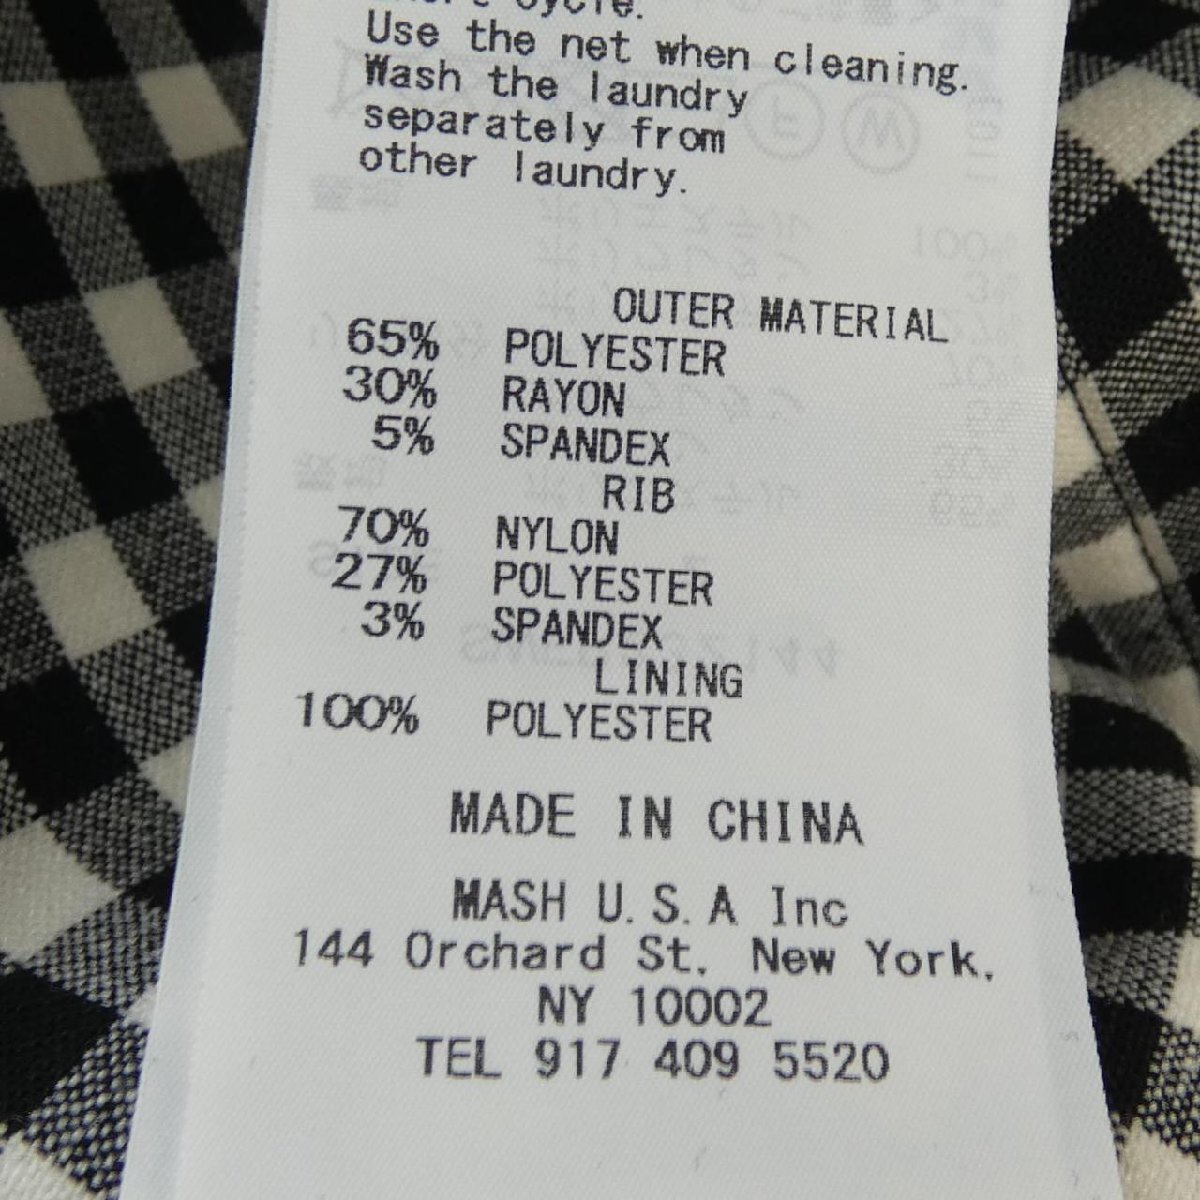 cycle.
Use the net when cleaning.
Wash the laundry
separately from
other laundry.
OUTER MATERIAL
65% POLYESTER
30% RAYON
5% SPANDEX
RIB
70% NYLON
27% POLYESTER
3% SPANDEX
LINING
100% POLYESTER
MADE IN CHINA
MASH U.S.A Inc
144 Orchard St. New York.
NY 10002
TEL 917 409 5520